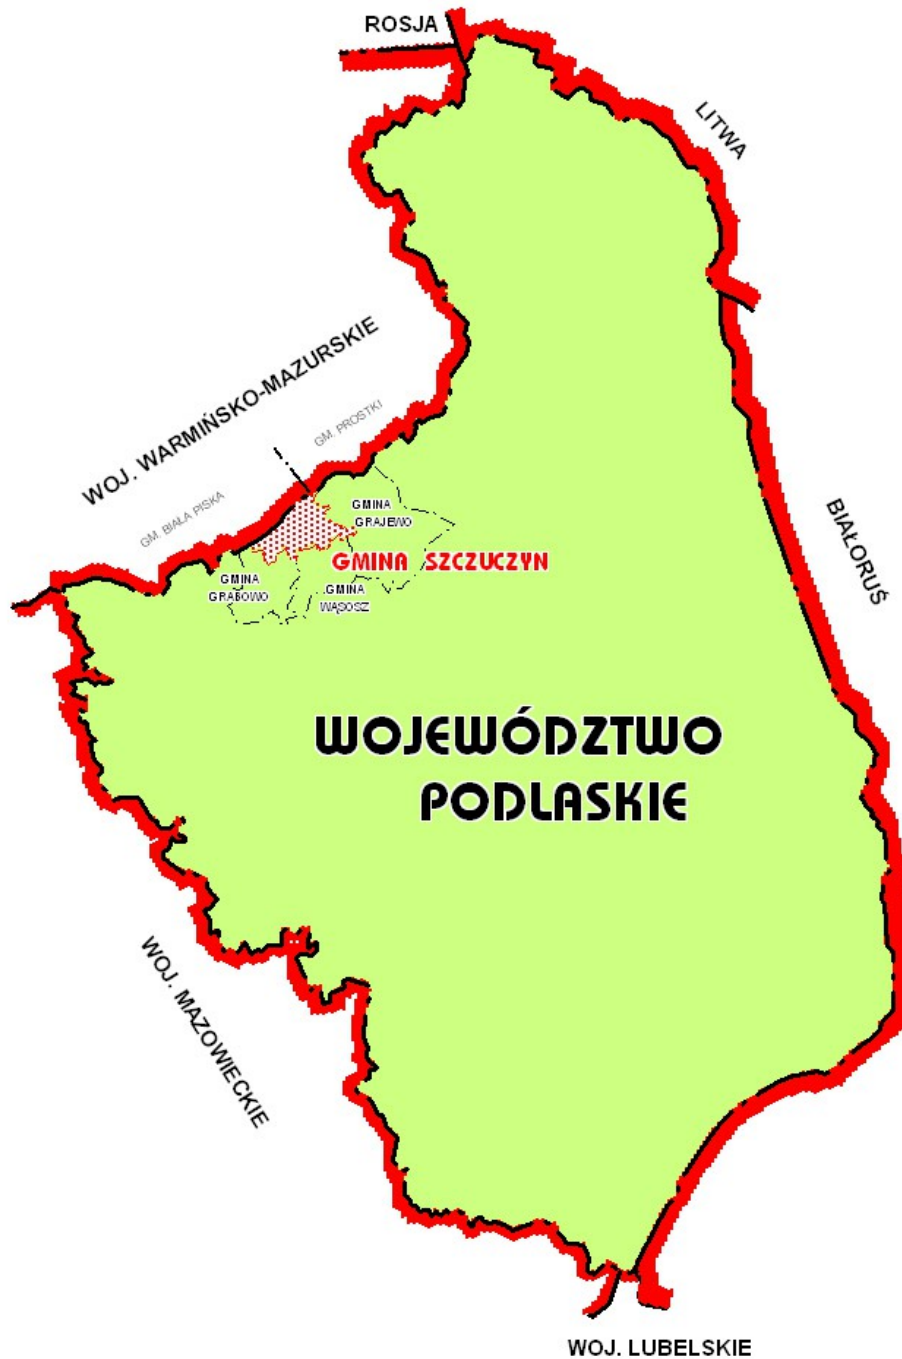 ROSJA
LITWA
WOJ. WARMIŃSKO-MAZURSKIE
GM. PROSTKI
GM. BIAŁA PISKA
GMINA
GRAJEWO
GMINA SZCZUCZYN
GMINA
GRABOWO
GMINA
WĄSOSZ
BIAŁORUŚ
WOJEWÓDZTWO
PODLASKIE
WOJ. MAZOWIECKIE
WOJ. LUBELSKIE